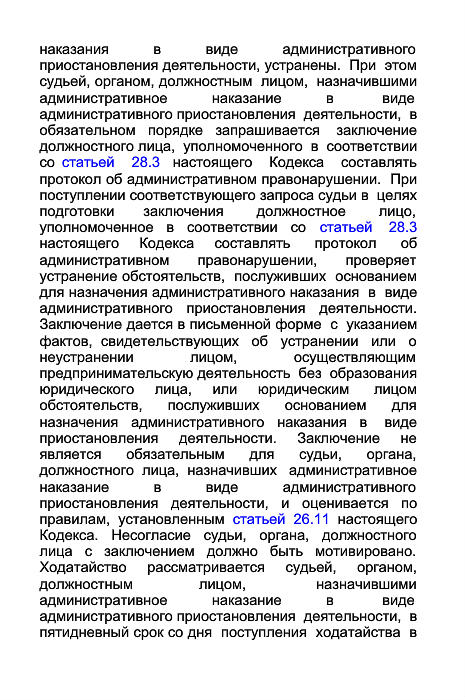 наказания в виде административного
приостановления деятельности, устранены. При этом
судьей, органом, должностным лицом, назначившими
административное наказание в виде
административного приостановления деятельности, в
обязательном порядке запрашивается заключение
должностного лица, уполномоченного в соответствии
со статьей 28.3 настоящего Кодекса составлять
протокол об административном правонарушении. При
поступлении соответствующего запроса судьи в целях
подготовки заключения должностное лицо,
уполномоченное в соответствии со статьей 28.3
настоящего Кодекса составлять протокол об
административном правонарушении, проверяет
устранение обстоятельств, послуживших основанием
для назначения административного наказания в виде
административного приостановления деятельности.
Заключение дается в письменной форме с указанием
фактов, свидетельствующих об устранении или о
неустранении лицом, осуществляющим
предпринимательскую деятельность без образования
юридического лица, или юридическим лицом
обстоятельств, послуживших основанием для
назначения административного наказания в виде
приостановления деятельности. Заключение не
является обязательным для судьи, органа,
должностного лица, назначивших административное
наказание в виде административного
приостановления деятельности, и оценивается по
правилам, установленным статьей 26.11 настоящего
Кодекса. Несогласие судьи, органа, должностного
лица с заключением должно быть мотивировано.
Ходатайство рассматривается судьей, органом,
должностным лицом, назначившими
административное наказание в виде
административного приостановления деятельности, в
пятидневный срок со дня поступления ходатайства в